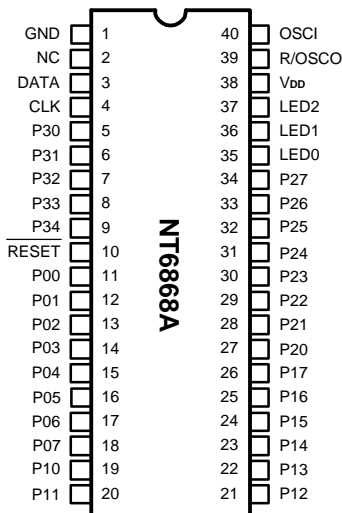 GND 1 40 OSCI
NC 2 39 R/OSCO
DATA 3 38 VDD
CLK 4 37 LED2
P30 5 36 LED1
P31 6 35 LED0
P32 7 34 P27
P33 8 33 P26
P34 9 32 P25
RESET 10 31 P24
P00 11 30 P23
P01 12 29 P22
P02 13 28 P21
P03 14 27 P20
P04 15 26 P17
P05 16 25 P16
P06 17 24 P15
P07 18 23 P14
P10 19 22 P13
P11 20 21 P12
NT6868A